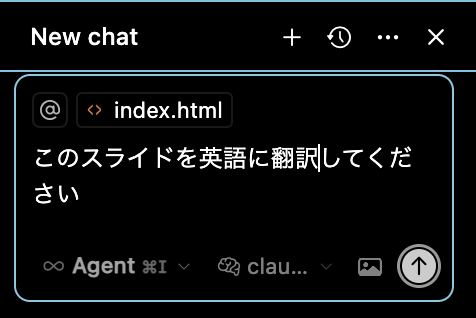 New chat
@ <> index.html
このスライドを英語に翻訳してくだ
さい
∞ Agent ⌘I clau...